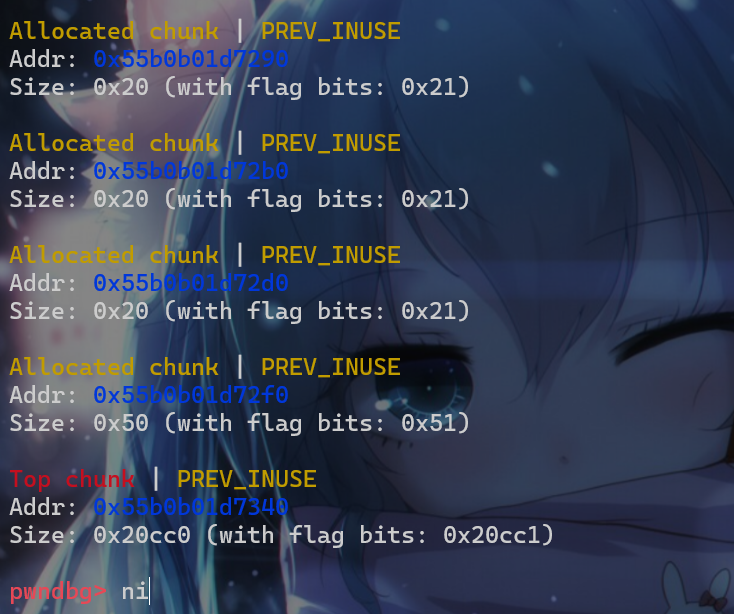 Allocated chunk | PREV_INUSE
Addr: 0x55b0b01d7290
Size: 0x20 (with flag bits: 0x21)
Allocated chunk | PREV_INUSE
Addr: 0x55b0b01d72b0
Size: 0x20 (with flag bits: 0x21)
Allocated chunk | PREV_INUSE
Addr: 0x55b0b01d72d0
Size: 0x20 (with flag bits: 0x21)
Allocated chunk | PREV_INUSE
Addr: 0x55b0b01d72f0
Size: 0x50 (with flag bits: 0x51)
Top chunk | PREV_INUSE
Addr: 0x55b0b01d7340
Size: 0x20cc0 (with flag bits: 0x20cc1)
pwndbg> ni